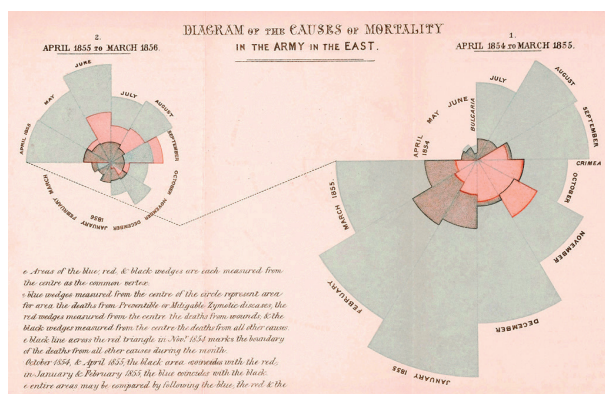 DIAGRAM OF THE CAUSES OF MORTALITY
IN THE ARMY IN THE EAST.
2.
APRIL 1855 TO MARCH 1856.
1.
APRIL 1854 TO MARCH 1855.
APRIL 1855
MAY
JUNE
JULY
AUGUST
SEPTEMBER
OCTOBER
NOVEMBER
DECEMBER
JANUARY 1856
FEBRUARY
MARCH
APRIL 1854
MAY
JUNE
BULGARIA
JULY
AUGUST
SEPTEMBER
CRIMEA
OCTOBER
NOVEMBER
DECEMBER
JANUARY 1855
FEBRUARY
MARCH 1855.
e Areas of the blue, red, & black wedges are each measured from
the centre as the common vertex.
blue wedges measured from the centre of the circle represent area
for area the deaths from Preventible or Mitigable Zymotic diseases, the
red wedges measured from the centre the deaths from wounds, & the
black wedges measured from the centre the deaths from all other causes
e black line across the red triangle in Nov.r 1854 marks the boundary
of the deaths from all other causes during the month.
October 1854, & April 1855, the black area coincides with the red,
in January & February 1855, the blue coincides with the black.
e entire areas may be compared by following the blue, the red & the